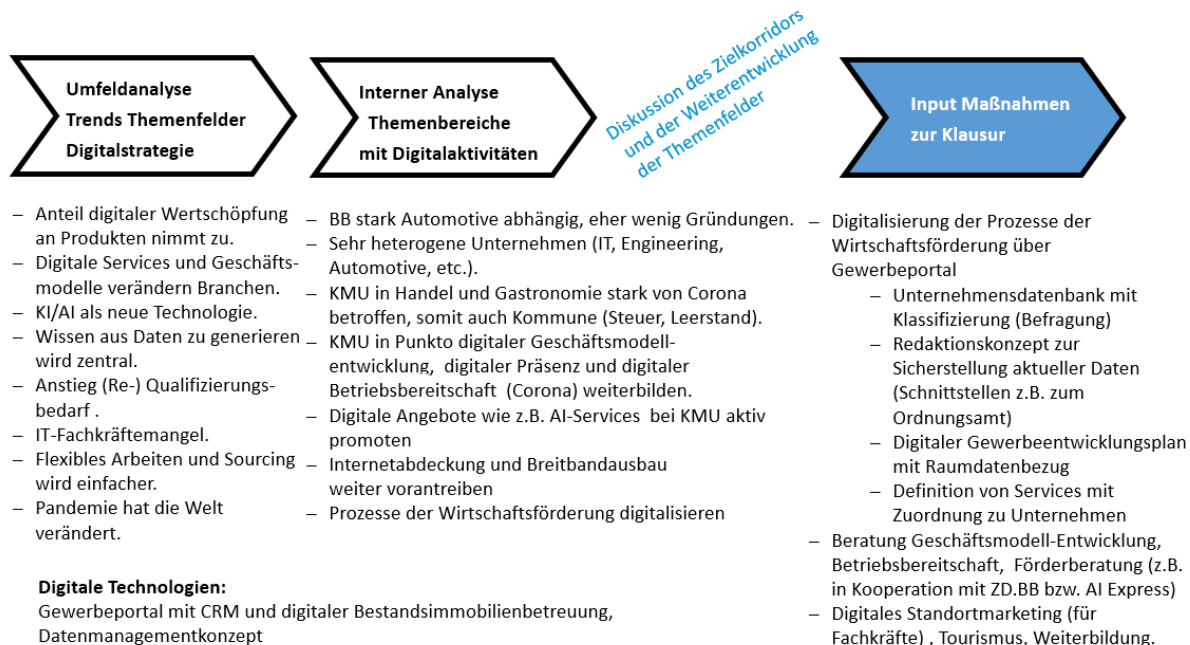 Umfeldanalyse
Trends Themenfelder
Digitalstrategie
Interner Analyse
Themenbereiche
mit Digitalaktivitäten
Diskussion des Zielkorridors
und der Weiterentwicklung
der Themenfelder
Input Maßnahmen
zur Klausur
– Anteil digitaler Wertschöpfung
an Produkten nimmt zu.
– Digitale Services und Geschäfts-
modelle verändern Branchen.
– KI/AI als neue Technologie.
– Wissen aus Daten zu generieren
wird zentral.
– Anstieg (Re-) Qualifizierungs-
bedarf .
– IT-Fachkräftemangel.
– Flexibles Arbeiten und Sourcing
wird einfacher.
– Pandemie hat die Welt
verändert.
– BB stark Automotive abhängig, eher wenig Gründungen.
– Sehr heterogene Unternehmen (IT, Engineering,
Automotive, etc.).
– KMU in Handel und Gastronomie stark von Corona
betroffen, somit auch Kommune (Steuer, Leerstand).
– KMU in Punkto digitaler Geschäftsmodell-
entwicklung, digitaler Präsenz und digitaler
Betriebsbereitschaft (Corona) weiterbilden.
– Digitale Angebote wie z.B. AI-Services bei KMU aktiv
promoten
– Internetabdeckung und Breitbandausbau
weiter vorantreiben
– Prozesse der Wirtschaftsförderung digitalisieren
– Digitalisierung der Prozesse der
Wirtschaftsförderung über
Gewerbeportal
– Unternehmensdatenbank mit
Klassifizierung (Befragung)
– Redaktionskonzept zur
Sicherstellung aktueller Daten
(Schnittstellen z.B. zum
Ordnungsamt)
– Digitaler Gewerbeentwicklungsplan
mit Raumdatenbezug
– Definition von Services mit
Zuordnung zu Unternehmen
– Beratung Geschäftsmodell-Entwicklung,
Betriebsbereitschaft, Förderberatung (z.B.
in Kooperation mit ZD.BB bzw. AI Express)
– Digitales Standortmarketing (für
Fachkräfte) , Tourismus, Weiterbildung.
Digitale Technologien:
Gewerbeportal mit CRM und digitaler Bestandsimmobilienbetreuung,
Datenmanagementkonzept